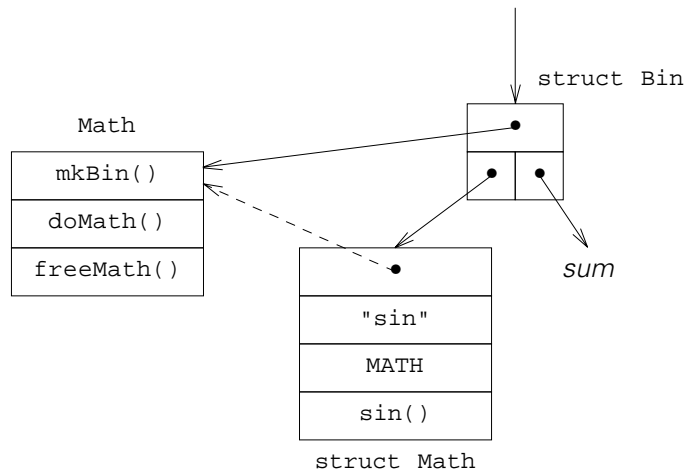 struct Bin
Math
mkBin()
doMath()
freeMath()
sum
"sin"
MATH
sin()
struct Math